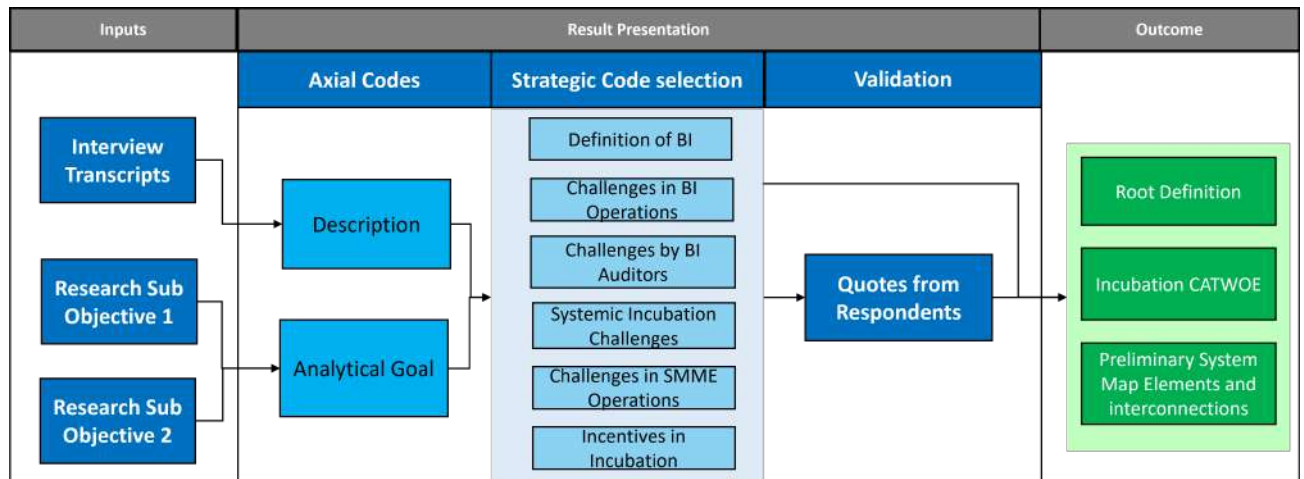 Inputs
Result Presentation
Outcome
Axial Codes
Strategic Code selection
Validation
Interview
Transcripts
Research Sub
Objective 1
Research Sub
Objective 2
Description
Analytical Goal
Definition of BI
Challenges in BI
Operations
Challenges by BI
Auditors
Systemic Incubation
Challenges
Challenges in SMME
Operations
Incentives in
Incubation
Quotes from
Respondents
Root Definition
Incubation CATWOE
Preliminary System
Map Elements and
interconnections